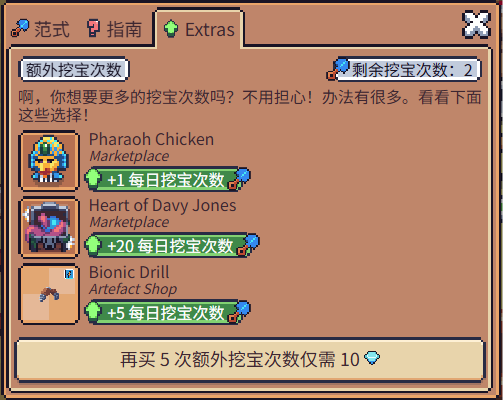 范式 指南 Extras
额外挖宝次数 剩余挖宝次数：2
啊，你想要更多的挖宝次数吗？不用担心！办法有很多。看看下面
这些选择！
Pharaoh Chicken
Marketplace
+1 每日挖宝次数
Heart of Davy Jones
Marketplace
+20 每日挖宝次数
Bionic Drill
Artefact Shop
+5 每日挖宝次数
再买 5 次额外挖宝次数仅需 10